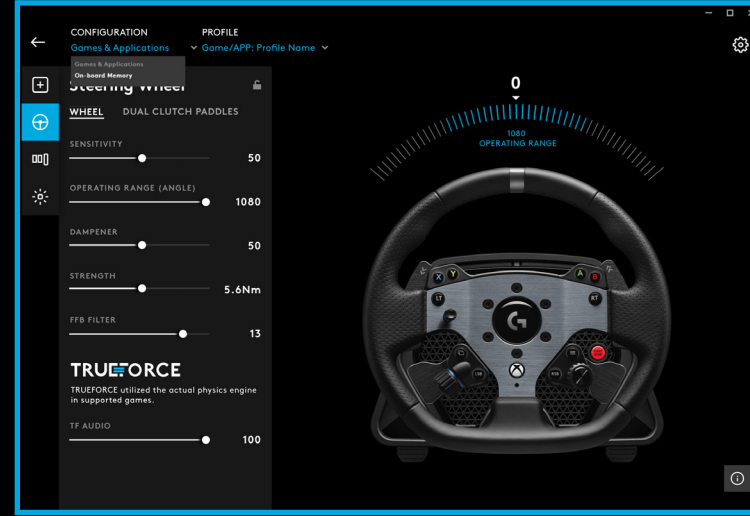 CONFIGURATION
Games & Applications
PROFILE
Game/APP: Profile Name
Games & Applications
On-board Memory
Steering Wheel
WHEEL
DUAL CLUTCH PADDLES
SENSITIVITY
50
OPERATING RANGE (ANGLE)
1080
DAMPENER
50
STRENGTH
5.6Nm
FFB FILTER
13
TRUEFORCE
TRUEFORCE utilized the actual physics engine
in supported games.
TF AUDIO
100
0
1080
OPERATING RANGE
X
Y
A
B
LT
RT
G
LSB
RSB